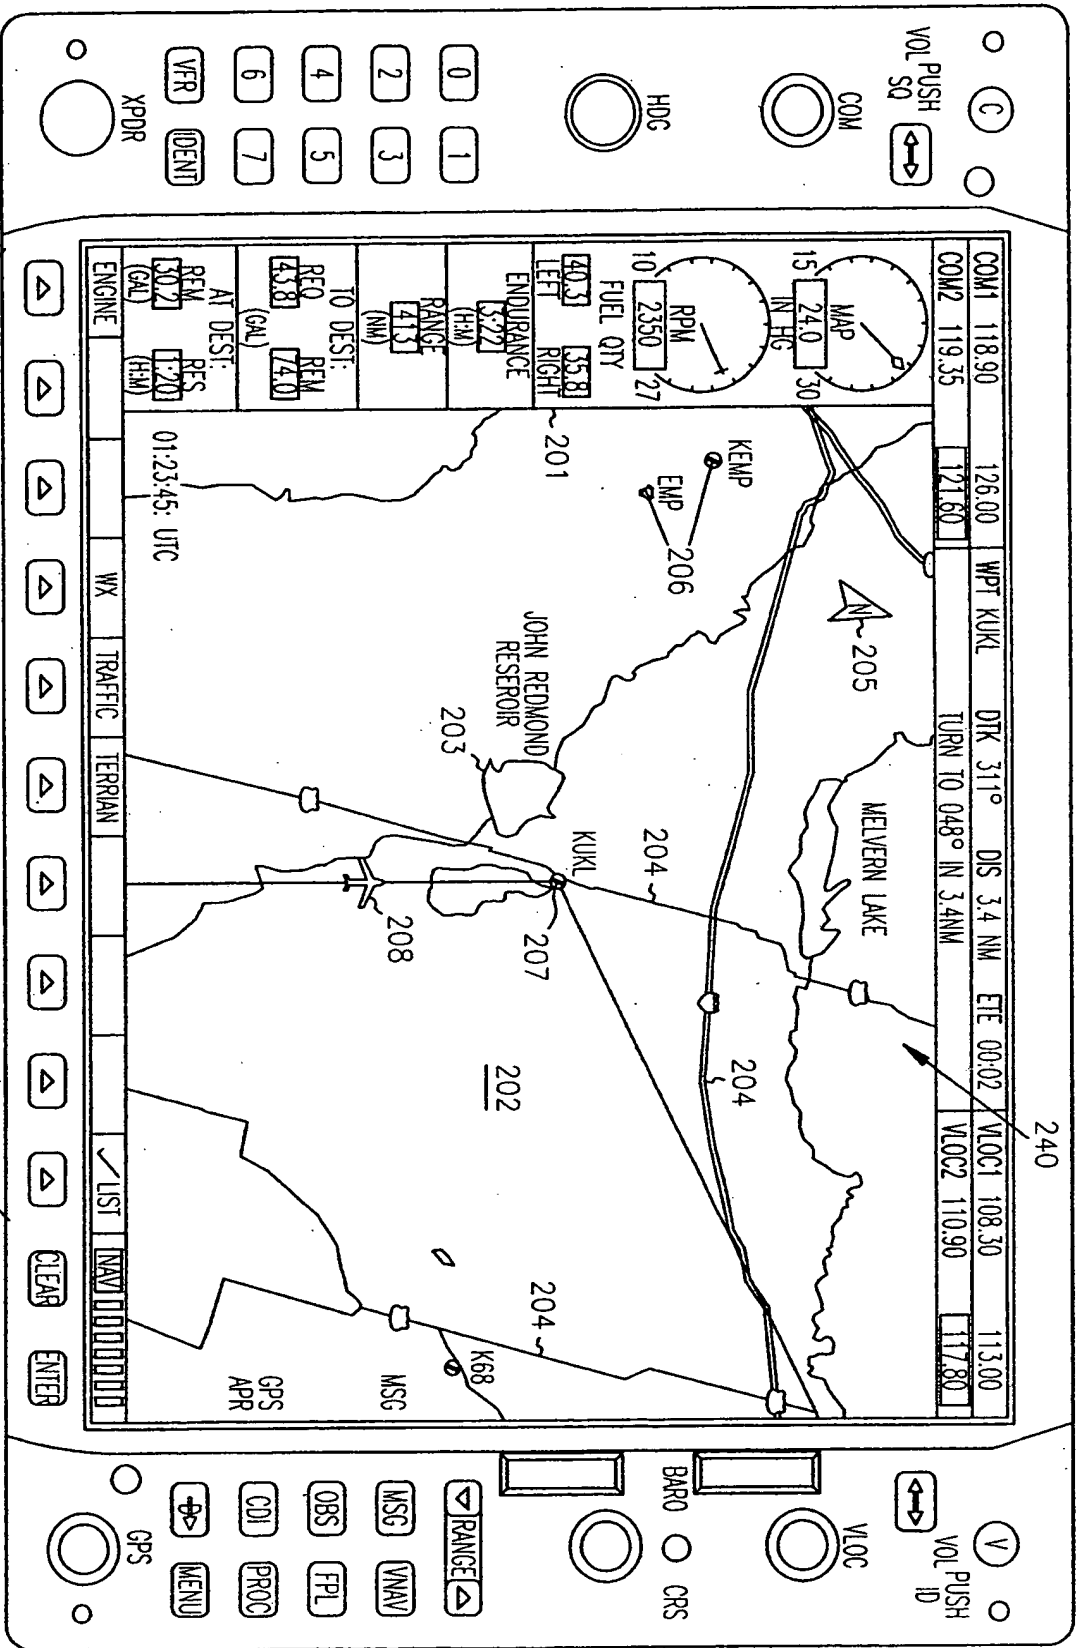 240
C
PUSH
VOL SQ
COM
HDG
0 1
2 3
4 5
6 7
VFR IDENT
XPDR
COM1 118.90 126.00 WPT KUKL DTK 311° DIS 3.4 NM ETE 00:02 VLOC1 108.30 113.00
COM2 119.35 121.60 TURN TO 048° IN 3.4NM VLOC2 110.90 117.80
MAP
15 24.0 30
IN HG
RPM
10 2350 27
FUEL QTY
40.3 35.8
LEFT RIGHT
ENDURANCE
3:22
(H:M)
RANGE
413
(NM)
TO DEST:
REQ REM
43.8 74.0
(GAL)
AT DEST:
REM RES
30.2 1:20
(GAL) (H:M)
N 205
MELVERN LAKE
KEMP
EMP
206
201
204
204
204
JOHN REDMOND
RESEROIR
203
KUKL
207
208
202
K68
MSG
GPS
APR
01:23:45: UTC
ENGINE WX TRAFFIC TERRIAN ✓LIST NAV
CLEAR ENTER
V
PUSH
VOL ID
VLOC
BARO CRS
RANGE
MSG VNAV
OBS FPL
CDI PROC
D MENU
GPS